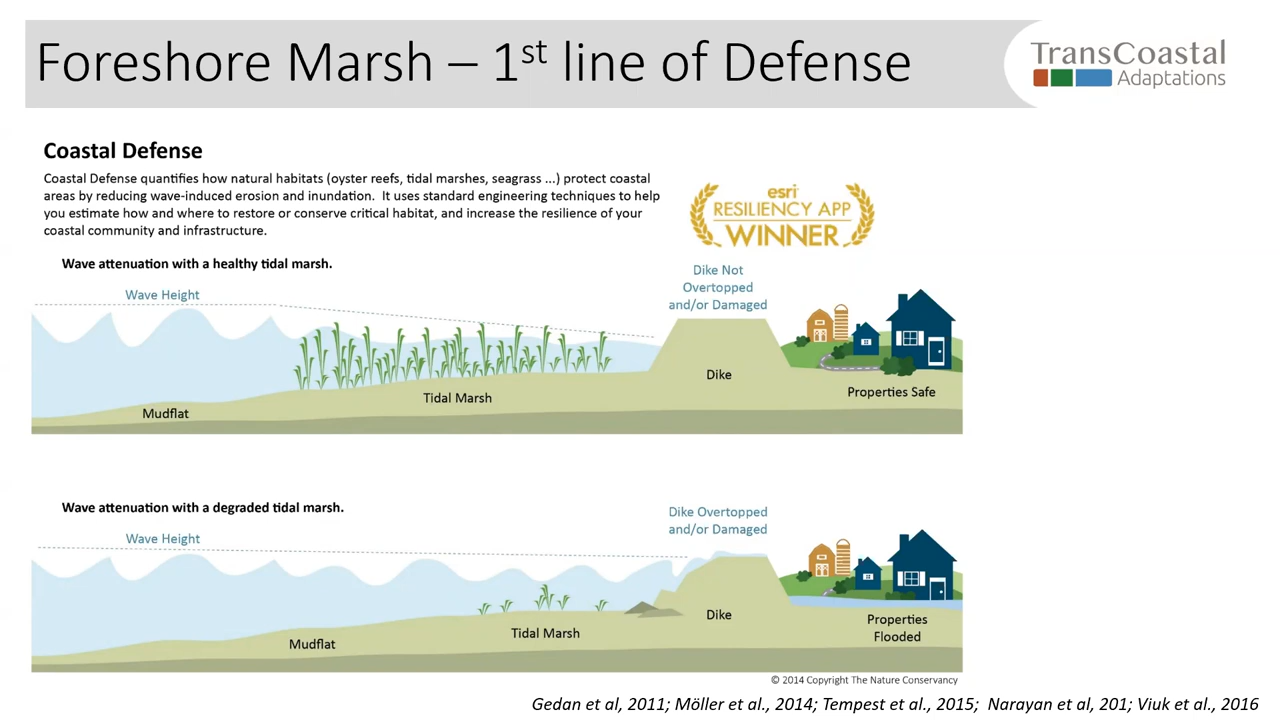 Foreshore Marsh – 1st line of Defense
TransCoastal
Adaptations
Coastal Defense
Coastal Defense quantifies how natural habitats (oyster reefs, tidal marshes, seagrass ...) protect coastal
areas by reducing wave-induced erosion and inundation. It uses standard engineering techniques to help
you estimate how and where to restore or conserve critical habitat, and increase the resilience of your
coastal community and infrastructure.
esri
RESILIENCY APP
WINNER
Wave attenuation with a healthy tidal marsh.
Wave Height
Dike Not
Overtopped
and/or Damaged
Dike
Properties Safe
Tidal Marsh
Mudflat
Wave attenuation with a degraded tidal marsh.
Wave Height
Dike Overtopped
and/or Damaged
Dike
Properties
Flooded
Tidal Marsh
Mudflat
© 2014 Copyright The Nature Conservancy
Gedan et al, 2011; Möller et al., 2014; Tempest et al., 2015; Narayan et al, 201; Viuk et al., 2016